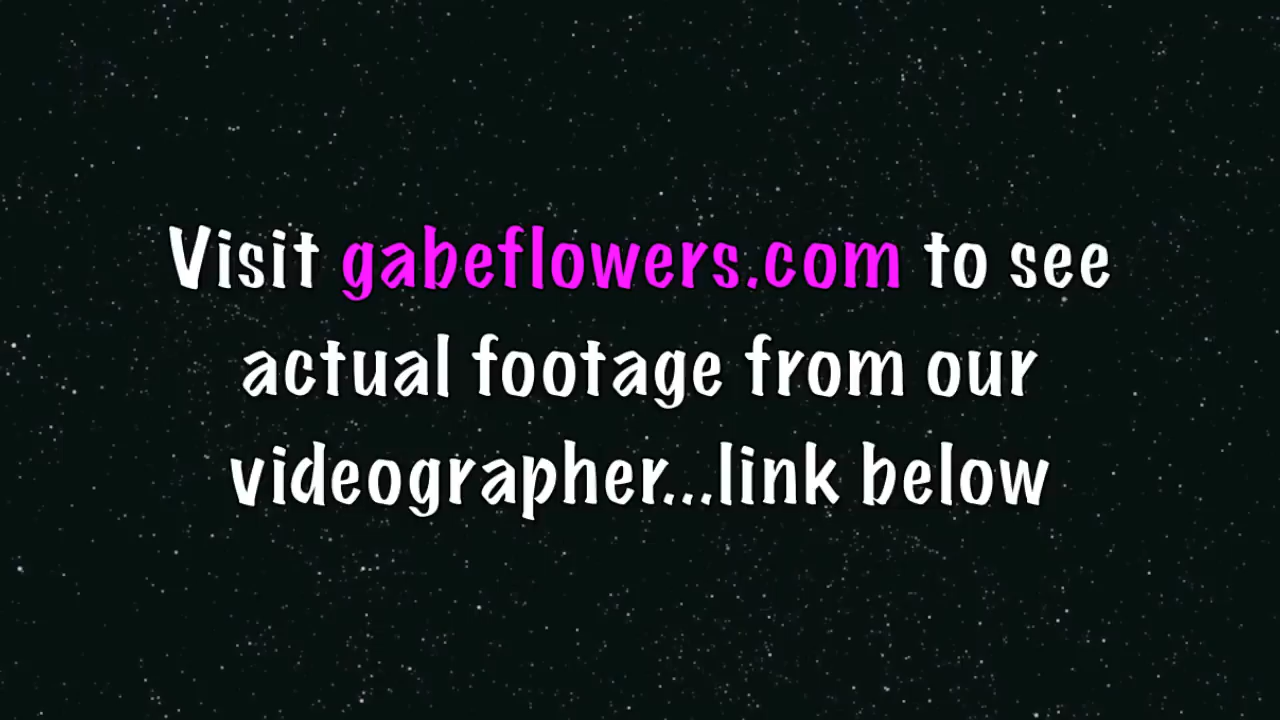 Visit gabeflowers.com to see
actual footage from our
videographer...link below